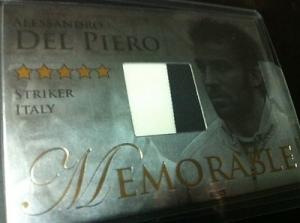 ALESSANDRO
DEL PIERO
STRIKER
ITALY
MEMORABLE